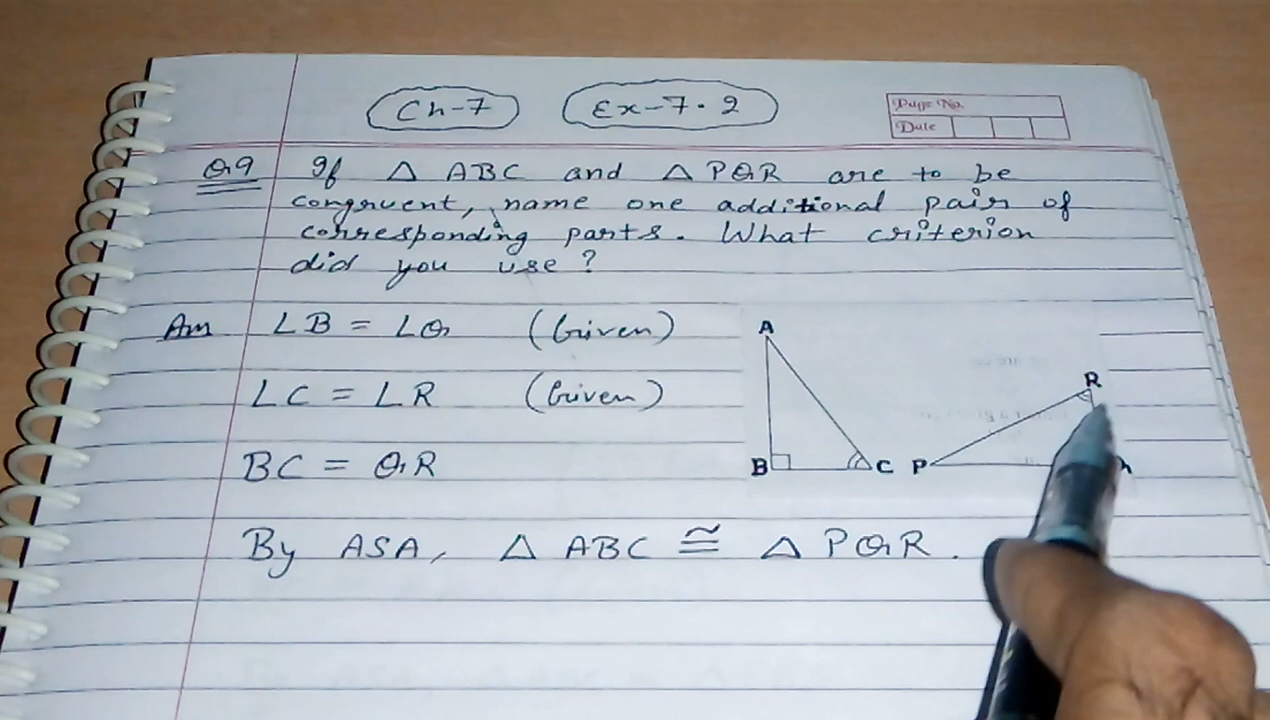 Ch-7 Ex-7.2
Page No.
Date
Q9 If △ ABC and △ PQR are to be
congruent, name one additional pair of
corresponding parts. What criterion
did you use?
Ans ∠B = ∠Q (Given)
∠C = ∠R (Given)
BC = QR
By ASA, △ ABC ≅ △ PQR.
A
R
B C P